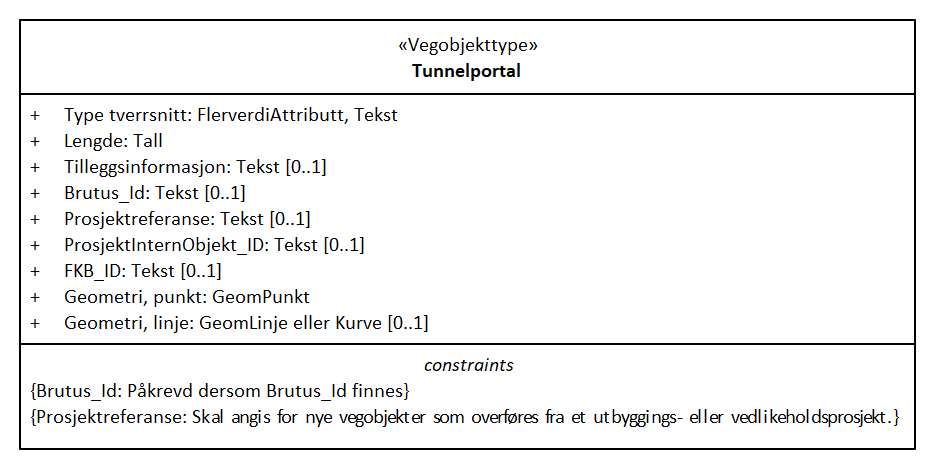 «Vegobjekttype»
Tunnelportal
+ Type tverrsnitt: FlerverdiAttributt, Tekst
+ Lengde: Tall
+ Tilleggsinformasjon: Tekst [0..1]
+ Brutus_Id: Tekst [0..1]
+ Prosjektreferanse: Tekst [0..1]
+ ProsjektInternObjekt_ID: Tekst [0..1]
+ FKB_ID: Tekst [0..1]
+ Geometri, punkt: GeomPunkt
+ Geometri, linje: GeomLinje eller Kurve [0..1]
constraints
{Brutus_Id: Påkrevd dersom Brutus_Id finnes}
{Prosjektreferanse: Skal angis for nye vegobjekter som overføres fra et utbyggings- eller vedlikeholdsprosjekt.}